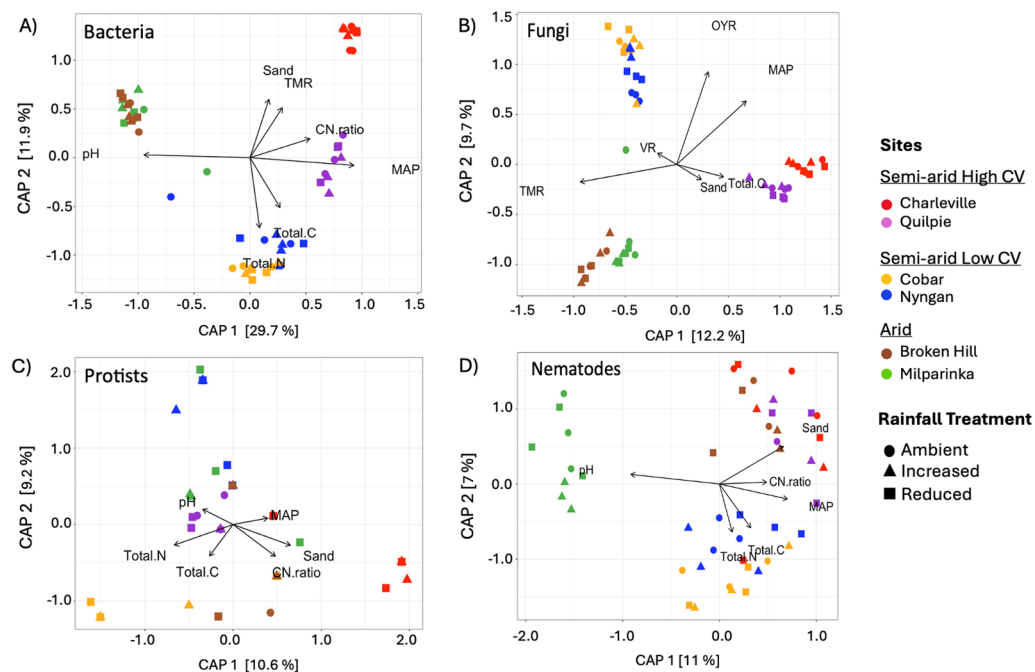 A)
Bacteria
CAP 2 [11.9 %]
1.0
0.5
0.0
-0.5
-1.0
Sand
TMR
CN.ratio
pH
MAP
Total.C
Total.N
-1.5
-1.0
-0.5
0.0
0.5
1.0
1.5
CAP 1 [29.7 %]
B)
Fungi
CAP 2 [9.7 %]
1.5
1.0
0.5
0.0
-0.5
-1.0
OYR
MAP
VR
TMR
Sand
Total.C
-1.5
-1.0
-0.5
0.0
0.5
1.0
1.5
CAP 1 [12.2 %]
C)
Protists
CAP 2 [9.2 %]
2.0
1.0
0.0
-1.0
pH
MAP
Total.N
Sand
Total.C
CN.ratio
-1.0
0.0
1.0
2.0
CAP 1 [10.6 %]
D)
Nematodes
CAP 2 [7 %]
1.0
0.0
-1.0
Sand
pH
CN.ratio
MAP
Total.C
Total.N
-2.0
-1.0
0.0
1.0
CAP 1 [11 %]
Sites
Semi-arid High CV
Charleville
Quilpie
Semi-arid Low CV
Cobar
Nyngan
Arid
Broken Hill
Milparinka
Rainfall Treatment
Ambient
Increased
Reduced